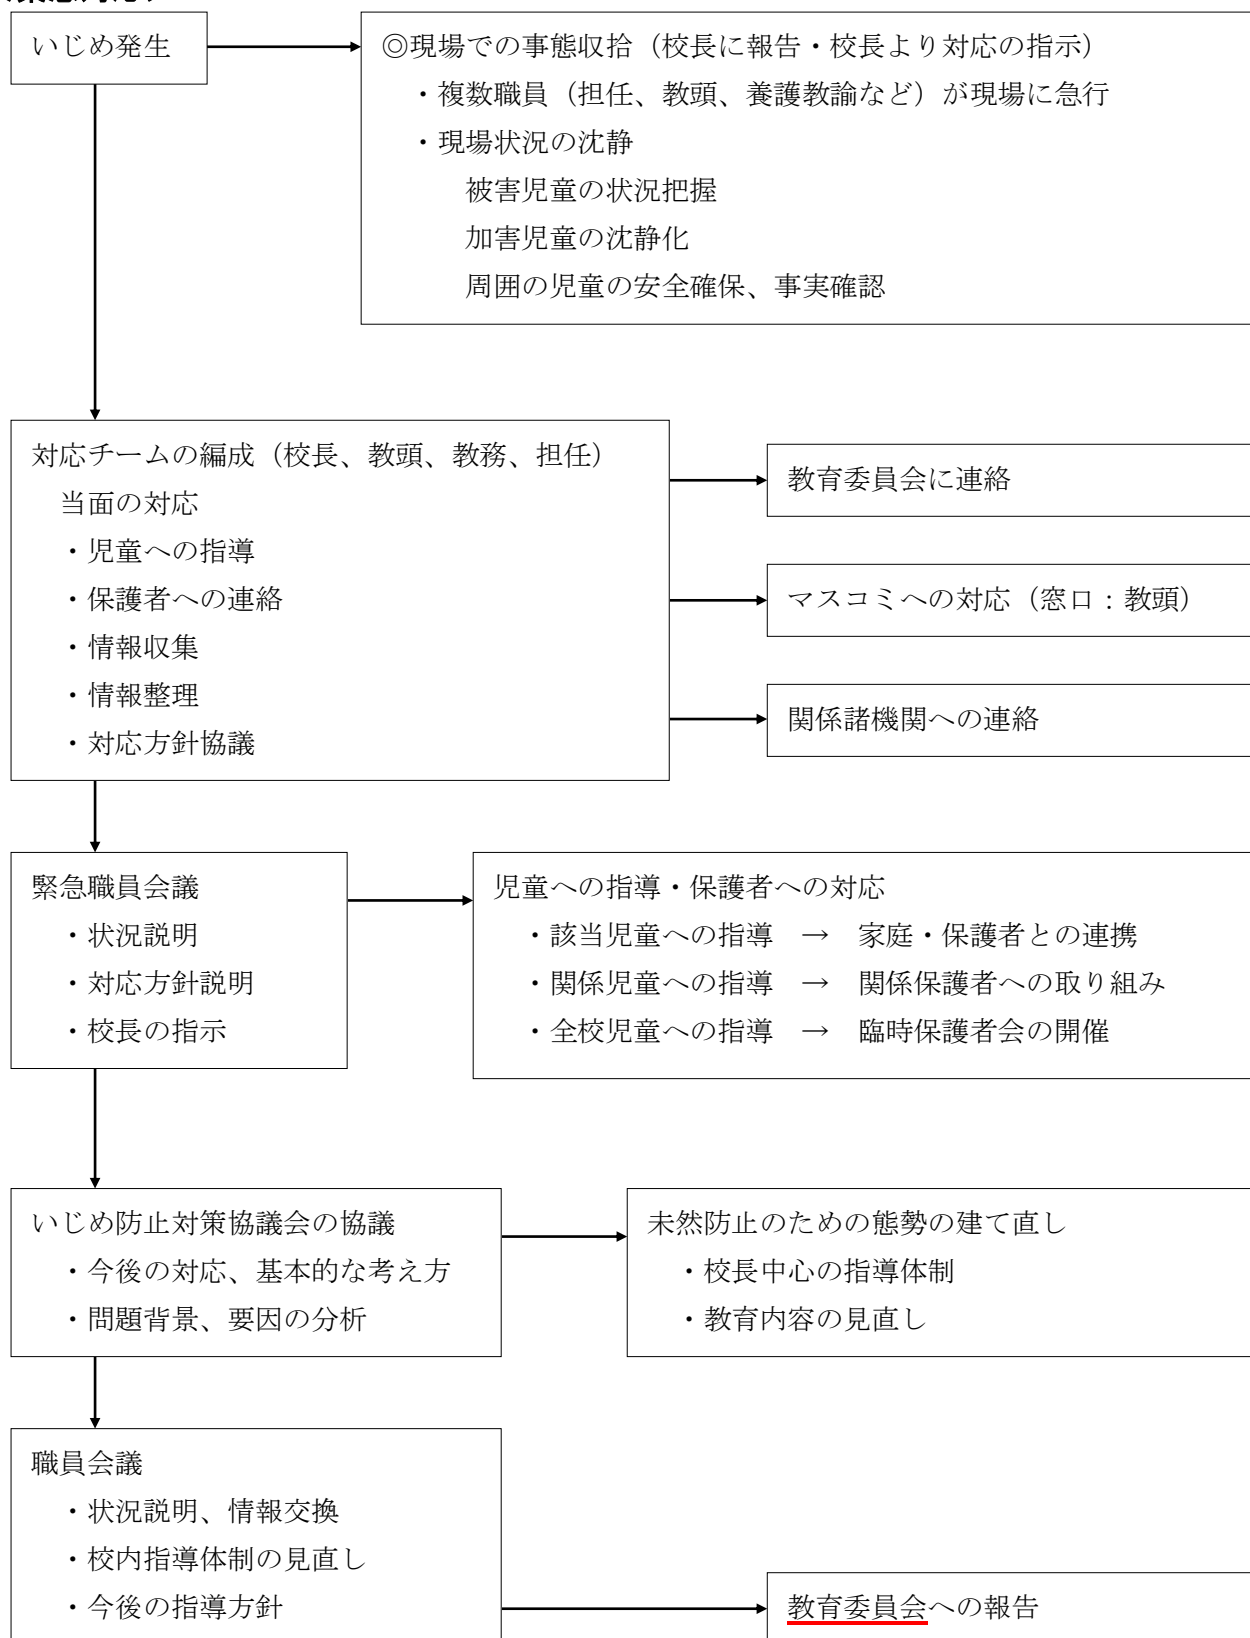 いじめ発生
◎現場での事態収拾（校長に報告・校長より対応の指示）
・複数職員（担任、教頭、養護教諭など）が現場に急行
・現場状況の沈静
被害児童の状況把握
加害児童の沈静化
周囲の児童の安全確保、事実確認
対応チームの編成（校長、教頭、教務、担任）
当面の対応
・児童への指導
・保護者への連絡
・情報収集
・情報整理
・対応方針協議
教育委員会に連絡
マスコミへの対応（窓口：教頭）
関係諸機関への連絡
緊急職員会議
・状況説明
・対応方針説明
・校長の指示
児童への指導・保護者への対応
・該当児童への指導　→　家庭・保護者との連携
・関係児童への指導　→　関係保護者への取り組み
・全校児童への指導　→　臨時保護者会の開催
いじめ防止対策協議会の協議
・今後の対応、基本的な考え方
・問題背景、要因の分析
未然防止のための態勢の建て直し
・校長中心の指導体制
・教育内容の見直し
職員会議
・状況説明、情報交換
・校内指導体制の見直し
・今後の指導方針
教育委員会への報告